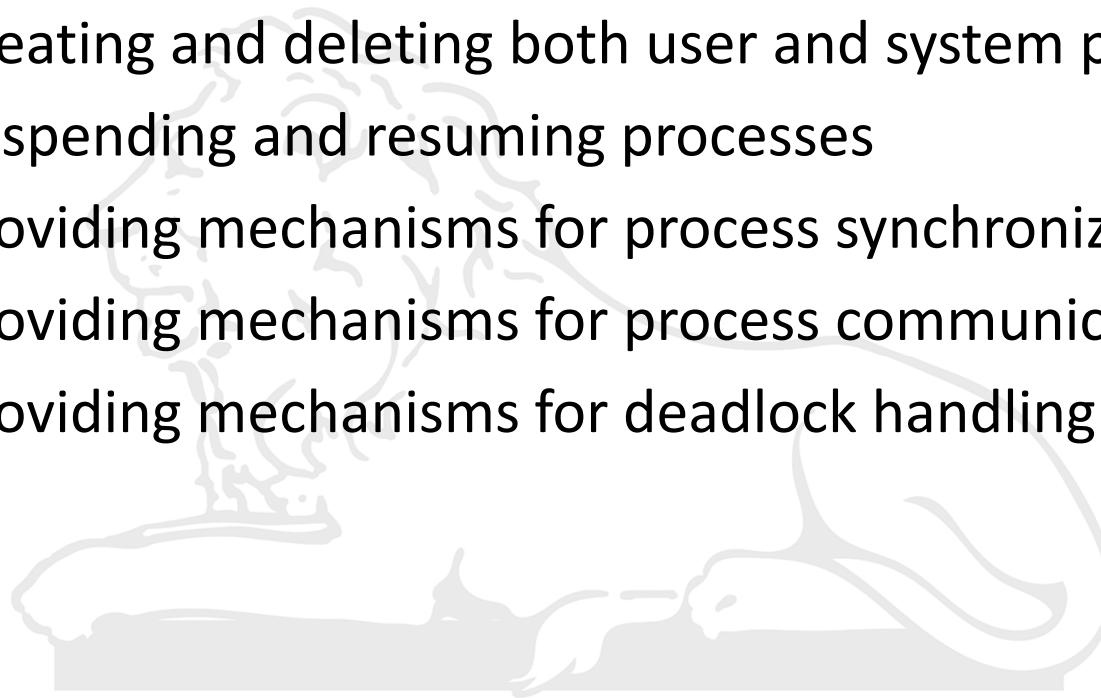 eating and deleting both user and system p
spending and resuming processes
oviding mechanisms for process synchroniz
oviding mechanisms for process communic
oviding mechanisms for deadlock handling